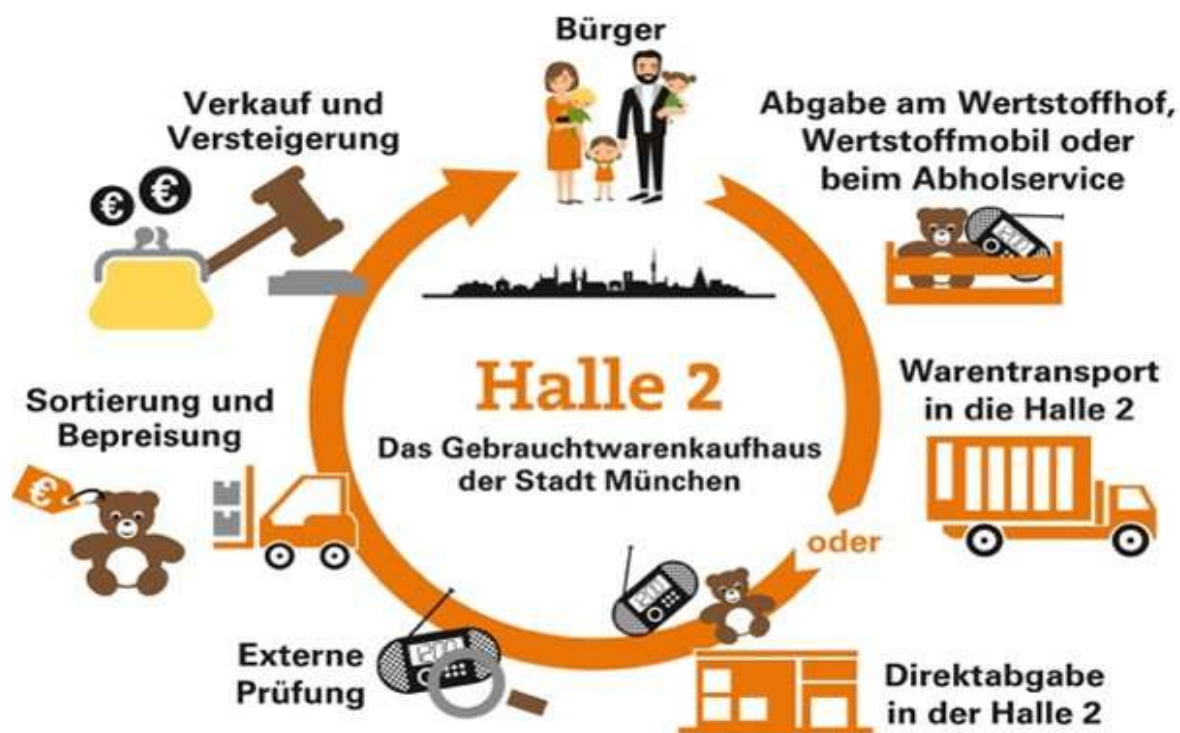 Bürger
Abgabe am Wertstoffhof,
Wertstoffmobil oder
beim Abholservice
Warentransport
in die Halle 2
oder
Direktabgabe
in der Halle 2
Externe
Prüfung
Sortierung und
Bepreisung
€
Verkauf und
Versteigerung
€ €
Halle 2
Das Gebrauchtwarenkaufhaus
der Stadt München